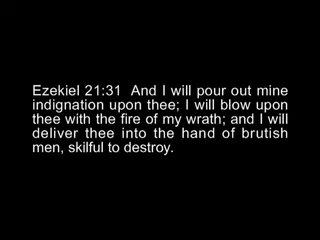 Ezekiel 21:31  And I will pour out mine
indignation upon thee; I will blow upon
thee with the fire of my wrath; and I will
deliver thee into the hand of brutish
men, skilful to destroy.